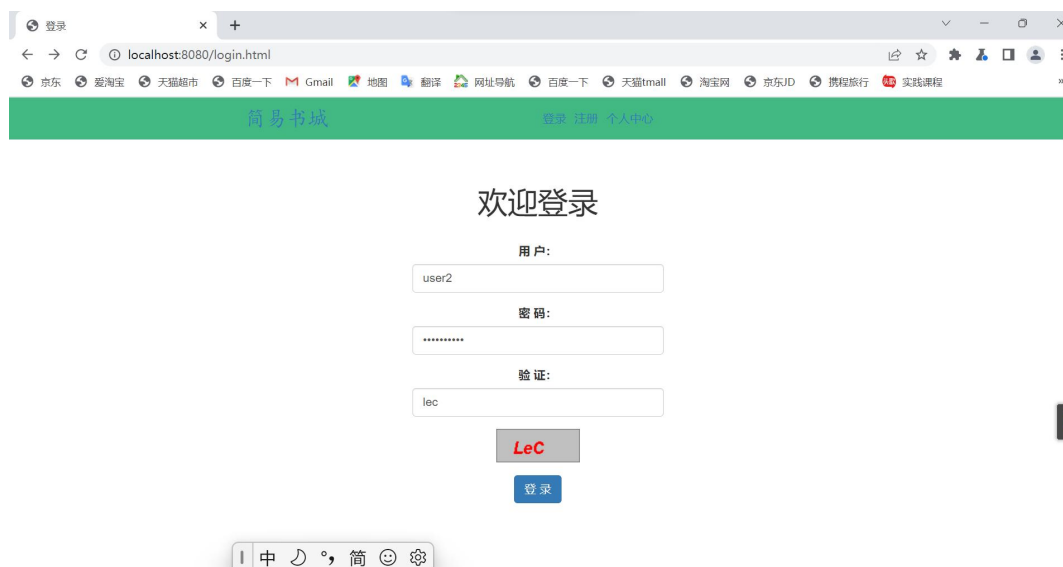 登录
localhost:8080/login.html
京东 爱淘宝 天猫超市 百度一下 Gmail 地图 翻译 网址导航 百度一下 天猫tmall 淘宝网 京东JD 携程旅行 实践课程
简易书城 登录 注册 个人中心
欢迎登录
用 户:
user2
密 码:
••••••••••
验 证:
lec
LeC
登 录
中 简